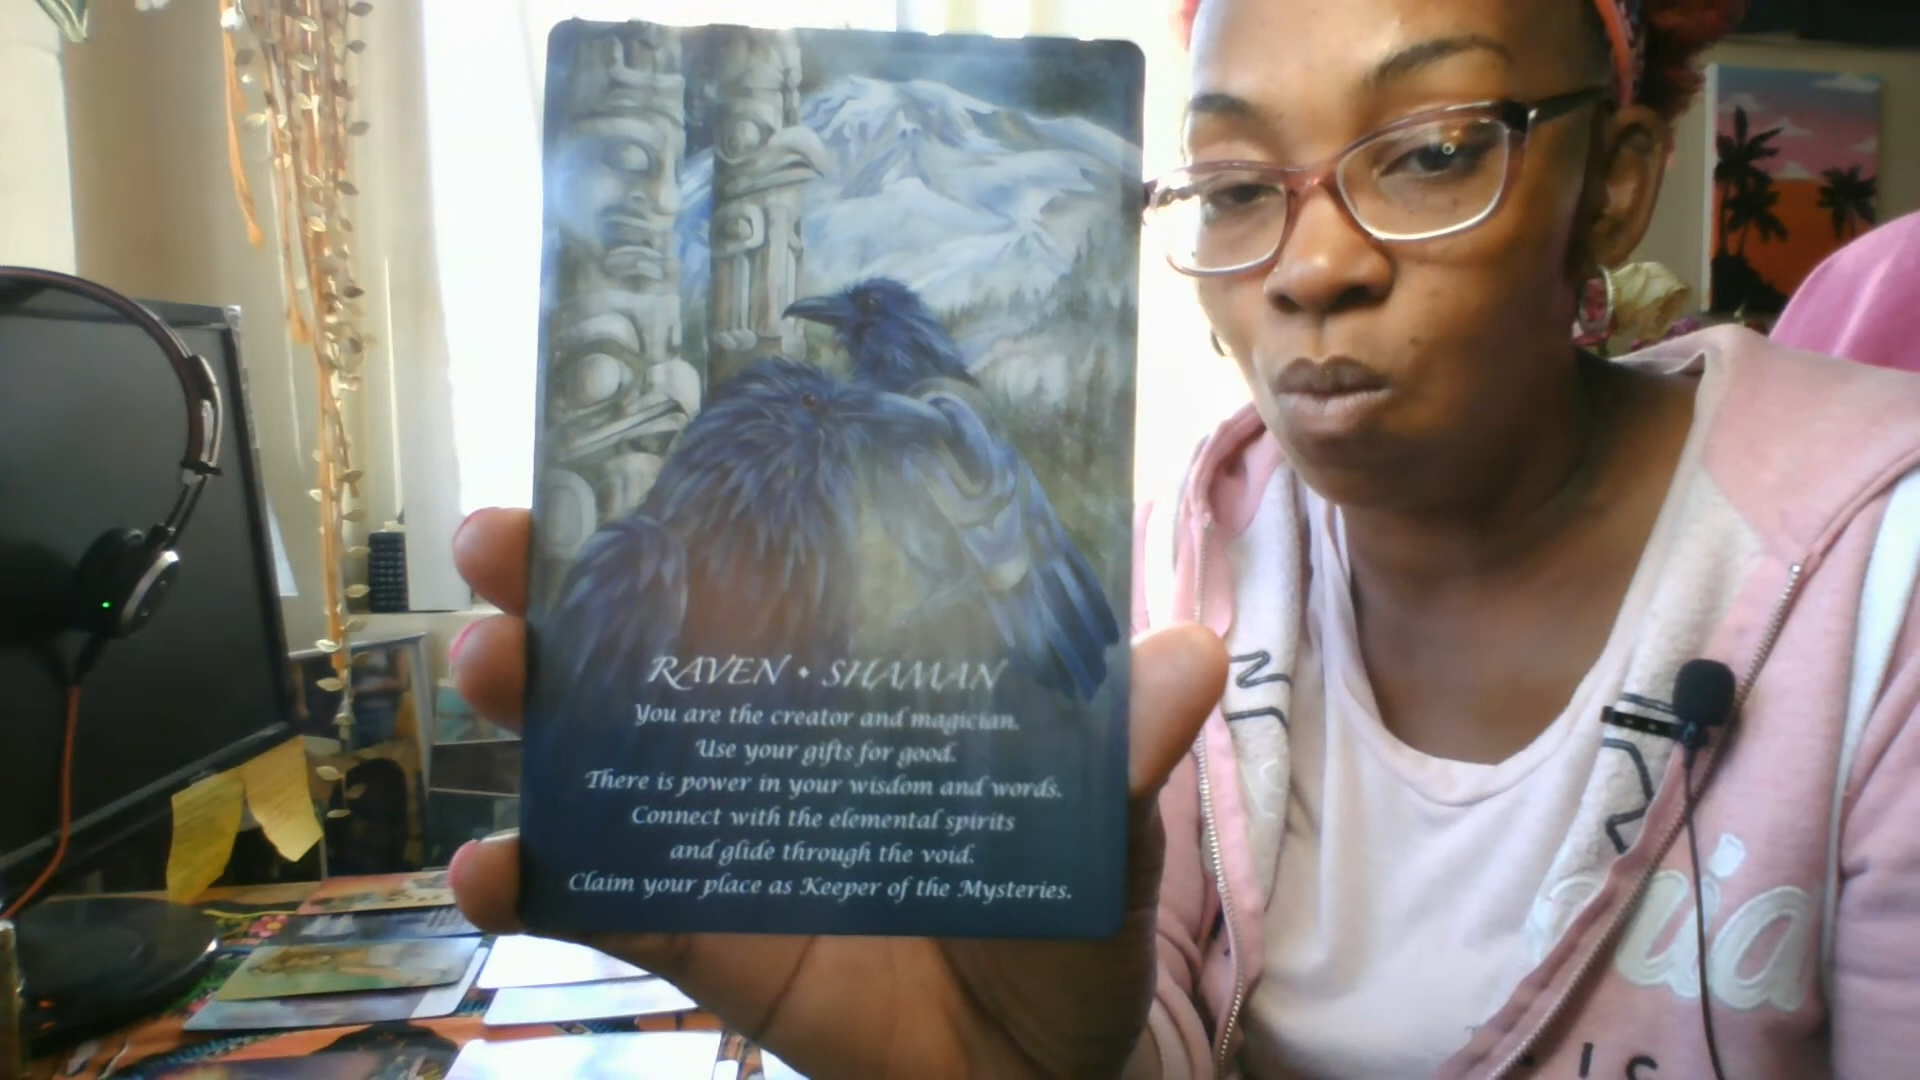 RAVEN • SHAMAN
You are the creator and magician.
Use your gifts for good.
There is power in your wisdom and words.
Connect with the elemental spirits
and glide through the void.
Claim your place as Keeper of the Mysteries.